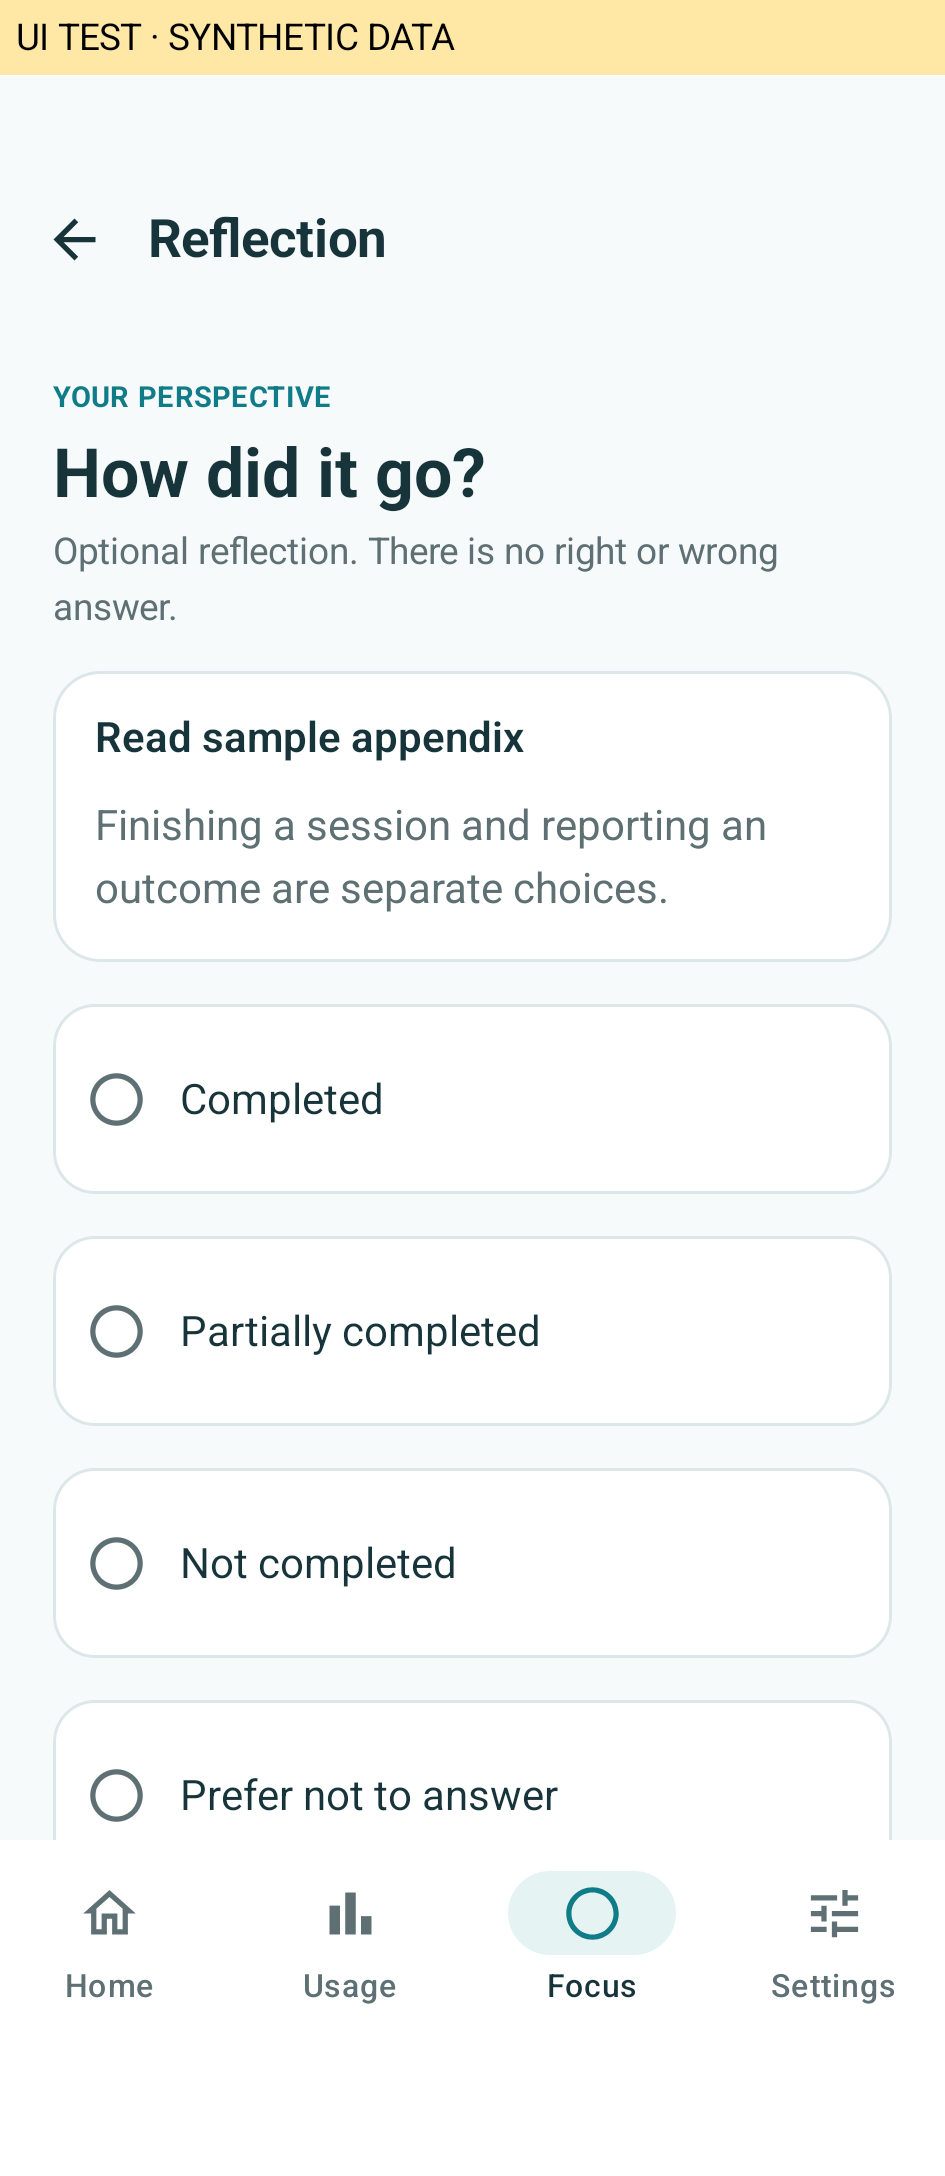 UI TEST · SYNTHETIC DATA
Reflection
YOUR PERSPECTIVE
How did it go?
Optional reflection. There is no right or wrong
answer.
Read sample appendix
Finishing a session and reporting an
outcome are separate choices.
Completed
Partially completed
Not completed
Prefer not to answer
Home
Usage
Focus
Settings